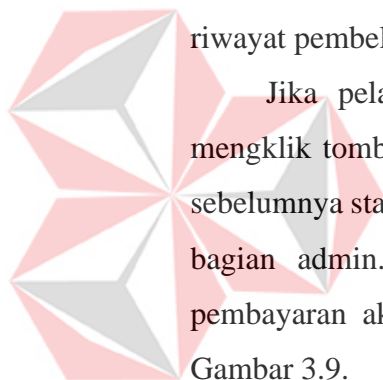 riwayat pembel
Jika pela
mengklik tomb
sebelumnya sta
bagian admin.
pembayaran ak
Gambar 3.9.